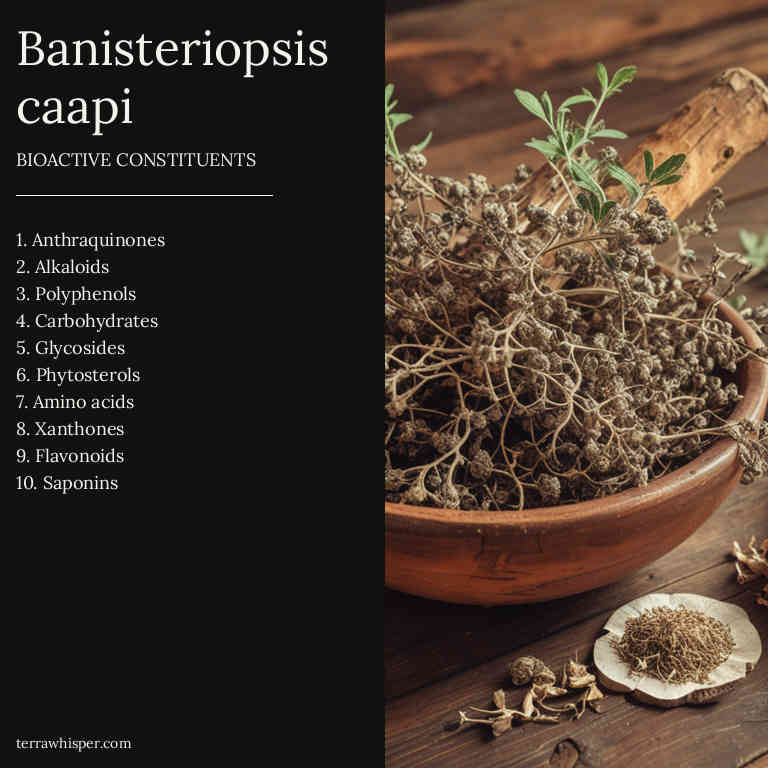 Banisteriopsis
caapi
BIOACTIVE CONSTITUENTS
1. Anthraquinones
2. Alkaloids
3. Polyphenols
4. Carbohydrates
5. Glycosides
6. Phytosterols
7. Amino acids
8. Xanthones
9. Flavonoids
10. Saponins
terrawhisper.com